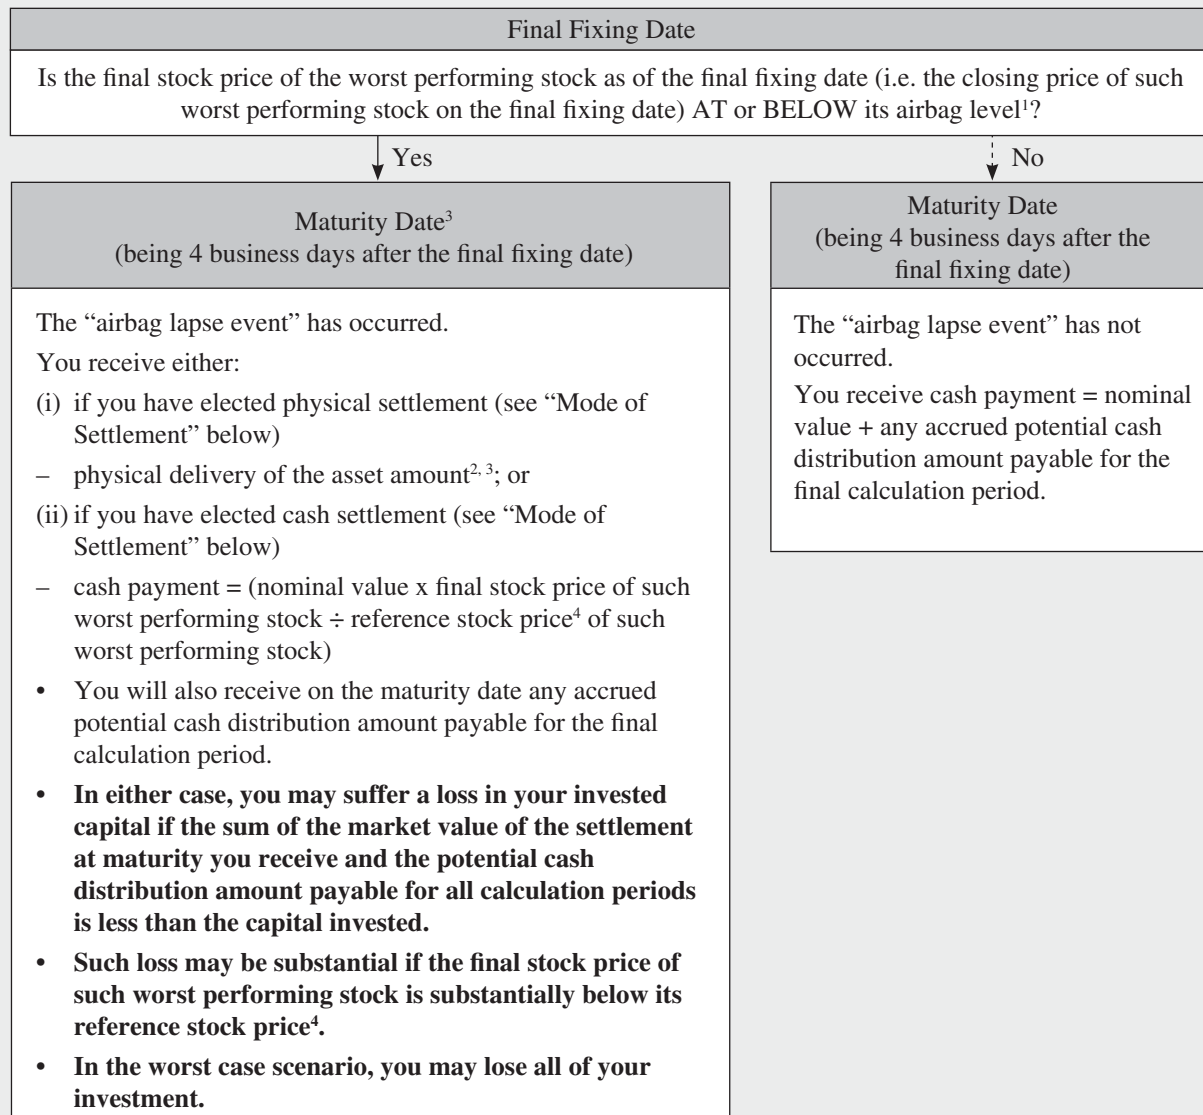 Final Fixing Date
Is the final stock price of the worst performing stock as of the final fixing date (i.e. the closing price of such
worst performing stock on the final fixing date) AT or BELOW its airbag level¹?
Yes
No
Maturity Date³
(being 4 business days after the final fixing date)
The “airbag lapse event” has occurred.
You receive either:
(i) if you have elected physical settlement (see “Mode of
Settlement” below)
– physical delivery of the asset amount²,³; or
(ii) if you have elected cash settlement (see “Mode of
Settlement” below)
– cash payment = (nominal value x final stock price of such
worst performing stock ÷ reference stock price⁴ of such
worst performing stock)
• You will also receive on the maturity date any accrued
potential cash distribution amount payable for the final
calculation period.
• In either case, you may suffer a loss in your invested
capital if the sum of the market value of the settlement
at maturity you receive and the potential cash
distribution amount payable for all calculation periods
is less than the capital invested.
• Such loss may be substantial if the final stock price of
such worst performing stock is substantially below its
reference stock price⁴.
• In the worst case scenario, you may lose all of your
investment.
Maturity Date
(being 4 business days after the
final fixing date)
The “airbag lapse event” has not
occurred.
You receive cash payment = nominal
value + any accrued potential cash
distribution amount payable for the
final calculation period.